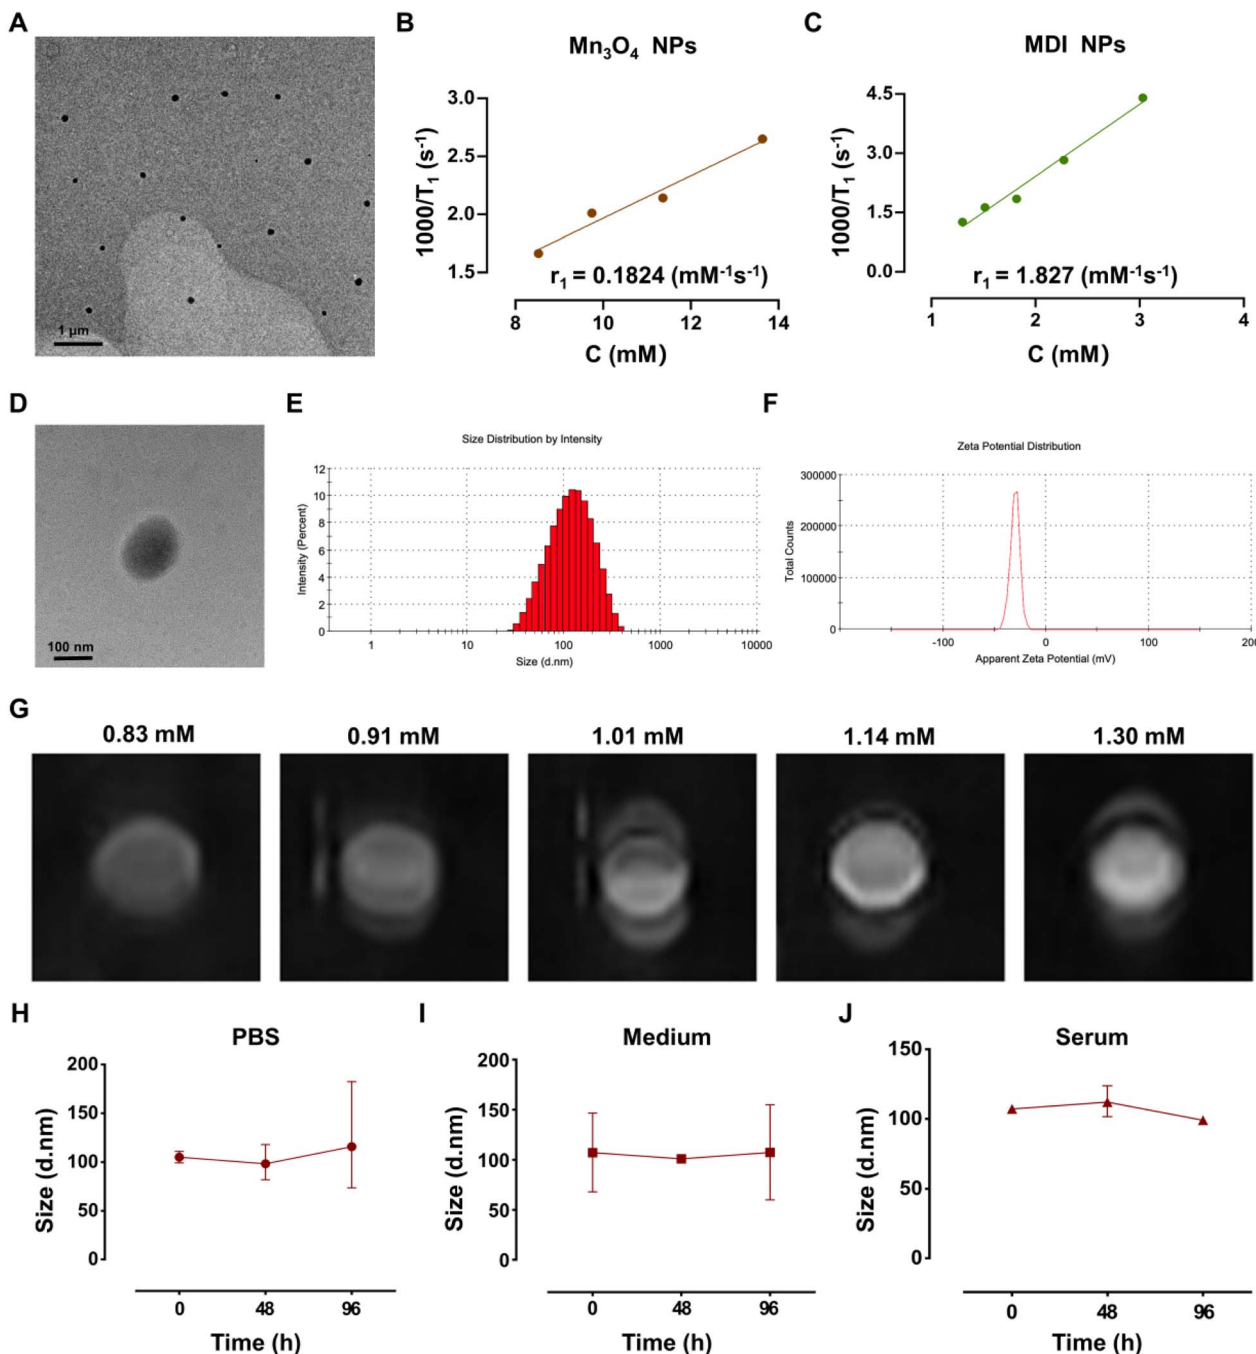 A
1 μm
B
Mn3O4 NPs
1000/T1 (s-1)
3.0
2.5
2.0
1.5
r1 = 0.1824 (mM-1s-1)
8 10 12 14
C (mM)
C
MDI NPs
1000/T1 (s-1)
4.5
3.0
1.5
0.0
r1 = 1.827 (mM-1s-1)
1 2 3 4
C (mM)
D
100 nm
E
Size Distribution by Intensity
Intensity (Percent)
12
10
8
6
4
2
0
1 10 100 1000 10000
Size (d.nm)
F
Zeta Potential Distribution
Total Counts
300000
200000
100000
0
-100 0 100 200
Apparent Zeta Potential (mV)
G
0.83 mM 0.91 mM 1.01 mM 1.14 mM 1.30 mM
H
PBS
Size (d.nm)
200
150
100
50
0
0 48 96
Time (h)
I
Medium
Size (d.nm)
200
150
100
50
0
0 48 96
Time (h)
J
Serum
Size (d.nm)
150
100
50
0
0 48 96
Time (h)